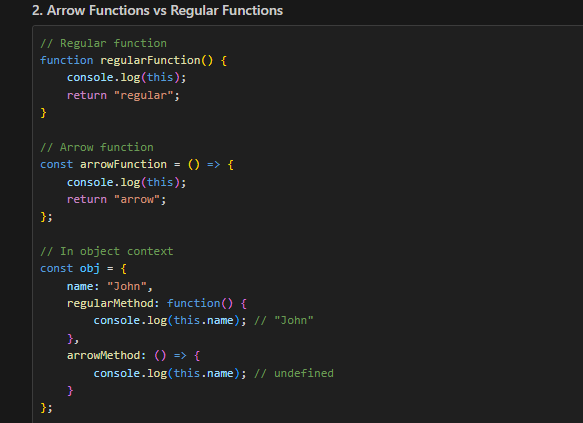 2. Arrow Functions vs Regular Functions
// Regular function
function regularFunction() {
    console.log(this);
    return "regular";
}

// Arrow function
const arrowFunction = () => {
    console.log(this);
    return "arrow";
};

// In object context
const obj = {
    name: "John",
    regularMethod: function() {
        console.log(this.name); // "John"
    },
    arrowMethod: () => {
        console.log(this.name); // undefined
    }
};